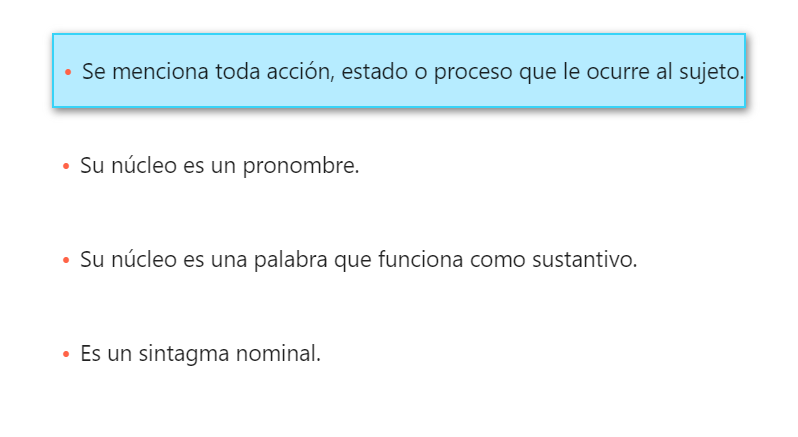 • Se menciona toda acción, estado o proceso que le ocurre al sujeto.
• Su núcleo es un pronombre.
• Su núcleo es una palabra que funciona como sustantivo.
• Es un sintagma nominal.